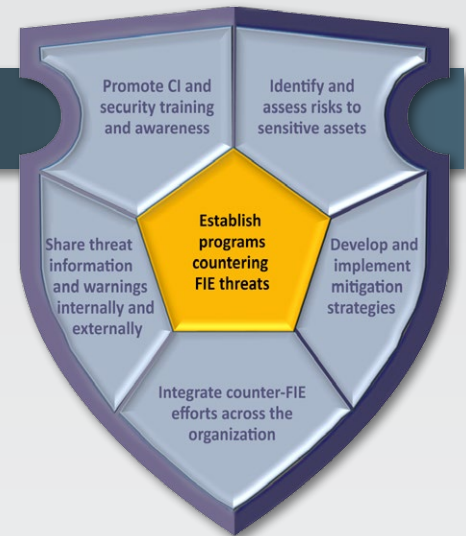 Promote CI and
security training
and awareness
Identify and
assess risks to
sensitive assets
Establish
programs
countering
FIE threats
Share threat
information
and warnings
internally and
externally
Develop and
implement
mitigation
strategies
Integrate counter-FIE
efforts across the
organization